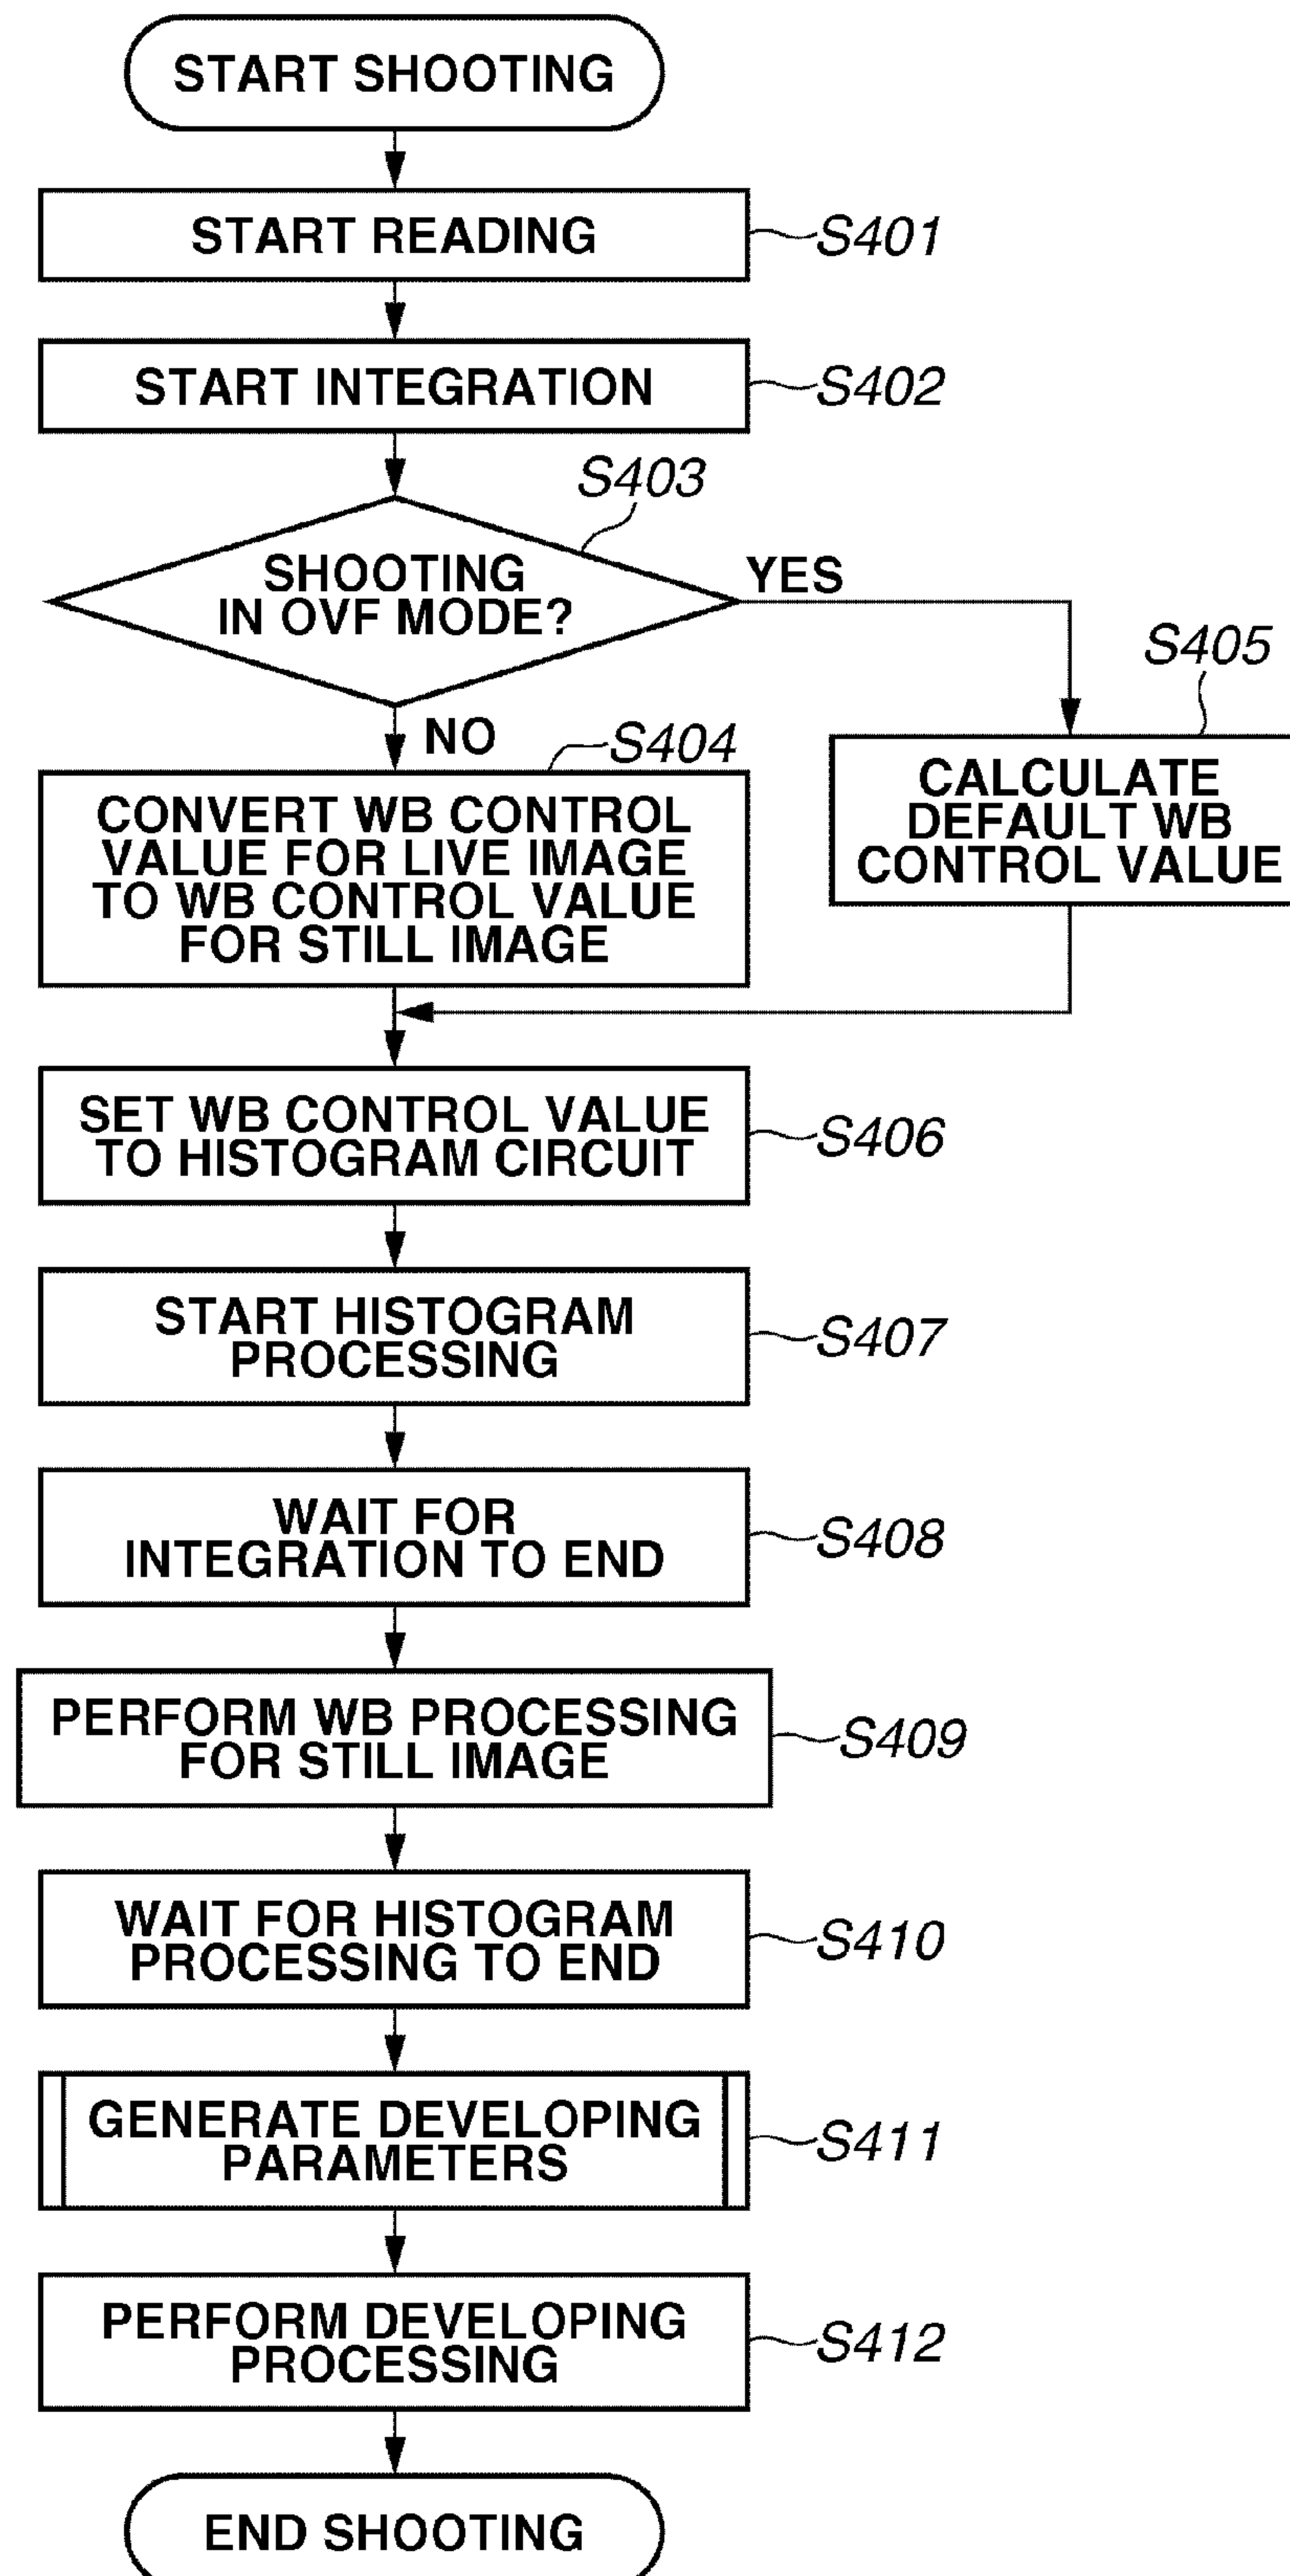 START SHOOTING
START READING
S401
START INTEGRATION
S402
S403
SHOOTING
IN OVF MODE?
YES
NO
S404
CONVERT WB CONTROL
VALUE FOR LIVE IMAGE
TO WB CONTROL VALUE
FOR STILL IMAGE
S405
CALCULATE
DEFAULT WB
CONTROL VALUE
SET WB CONTROL VALUE
TO HISTOGRAM CIRCUIT
S406
START HISTOGRAM
PROCESSING
S407
WAIT FOR
INTEGRATION TO END
S408
PERFORM WB PROCESSING
FOR STILL IMAGE
S409
WAIT FOR HISTOGRAM
PROCESSING TO END
S410
GENERATE DEVELOPING
PARAMETERS
S411
PERFORM DEVELOPING
PROCESSING
S412
END SHOOTING